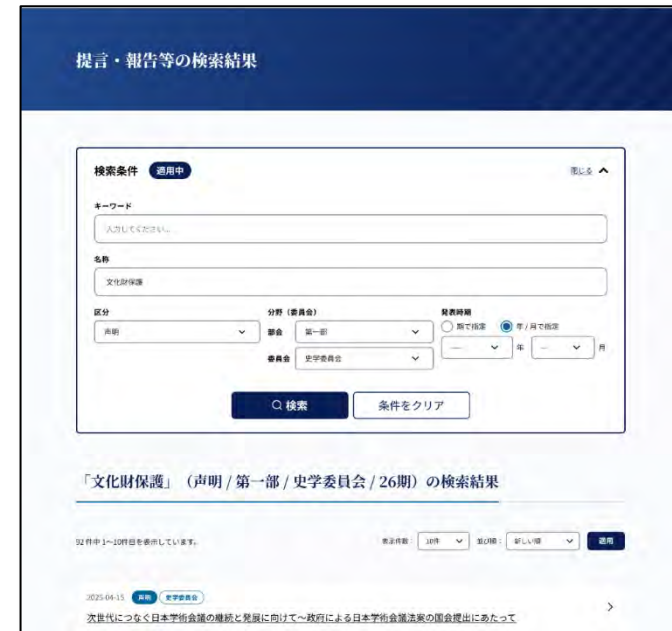 提言・報告等の検索結果
検索条件 適用中 閉じる
キーワード
入力してください...
名称
文化財保護
区分 分野（委員会） 発表時期
声明 部会 第一部 期で指定 年/月で指定
委員会 史学委員会 — 年 — 月
検索 条件をクリア
「文化財保護」（声明 / 第一部 / 史学委員会 / 26期）の検索結果
92件中1～10件目を表示しています。 表示件数： 10件 並び順： 新しい順 適用
2025-04-15 声明 史学委員会
次世代につなぐ日本学術会議の継続と発展に向けて～政府による日本学術会議法案の国会提出にあたって